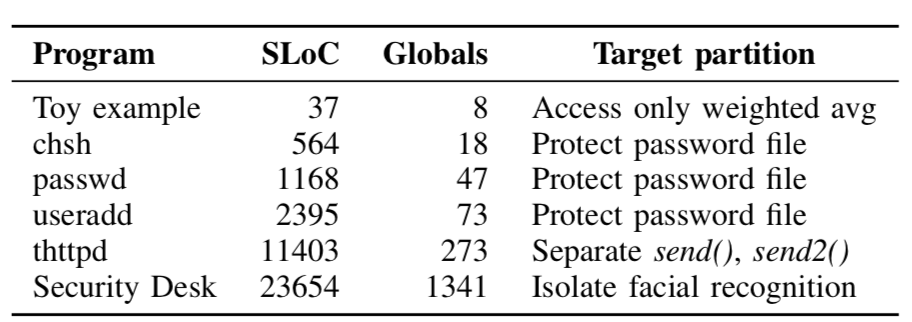 Program SLoC Globals Target partition
Toy example 37 8 Access only weighted avg
chsh 564 18 Protect password file
passwd 1168 47 Protect password file
useradd 2395 73 Protect password file
thttpd 11403 273 Separate send(), send2()
Security Desk 23654 1341 Isolate facial recognition